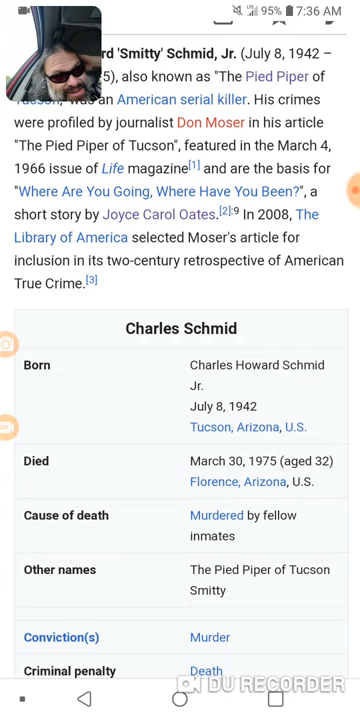 95% 7:36 AM
rd 'Smitty' Schmid, Jr. (July 8, 1942 –
5), also known as "The Pied Piper of
Tucson," was an American serial killer. His crimes
were profiled by journalist Don Moser in his article
"The Pied Piper of Tucson", featured in the March 4,
1966 issue of Life magazine[1] and are the basis for
"Where Are You Going, Where Have You Been?", a
short story by Joyce Carol Oates.[2]:9 In 2008, The
Library of America selected Moser's article for
inclusion in its two-century retrospective of American
True Crime.[3]
Charles Schmid
Born Charles Howard Schmid
Jr.
July 8, 1942
Tucson, Arizona, U.S.
Died March 30, 1975 (aged 32)
Florence, Arizona, U.S.
Cause of death Murdered by fellow
inmates
Other names The Pied Piper of Tucson
Smitty
Conviction(s) Murder
Criminal penalty Death
DU RECORDER